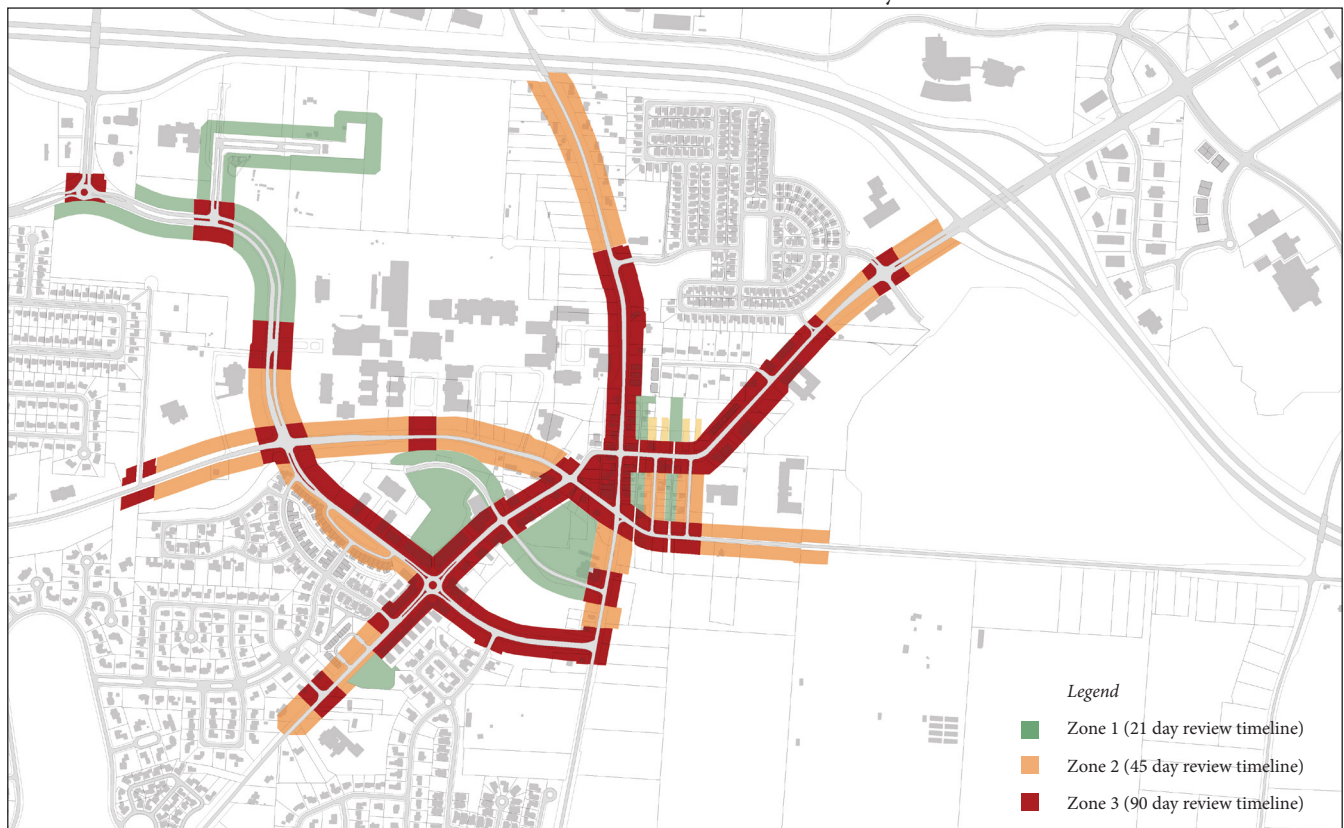 Legend
Zone 1 (21 day review timeline)
Zone 2 (45 day review timeline)
Zone 3 (90 day review timeline)